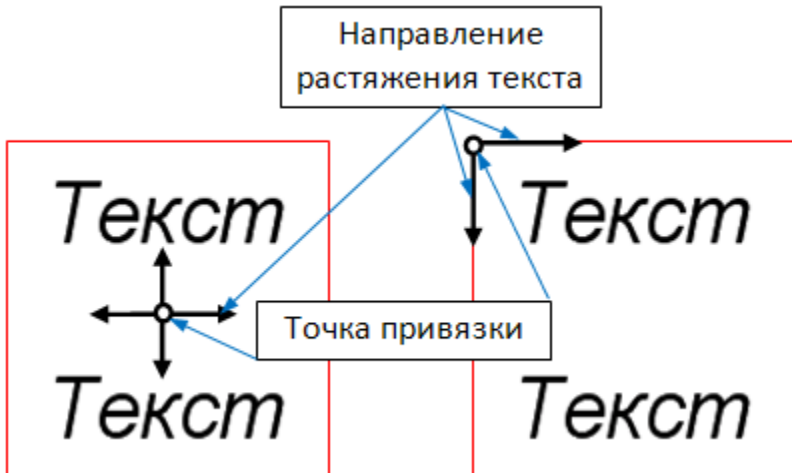 Направление
растяжения текста
Текст
Текст
Точка привязки
Текст
Текст